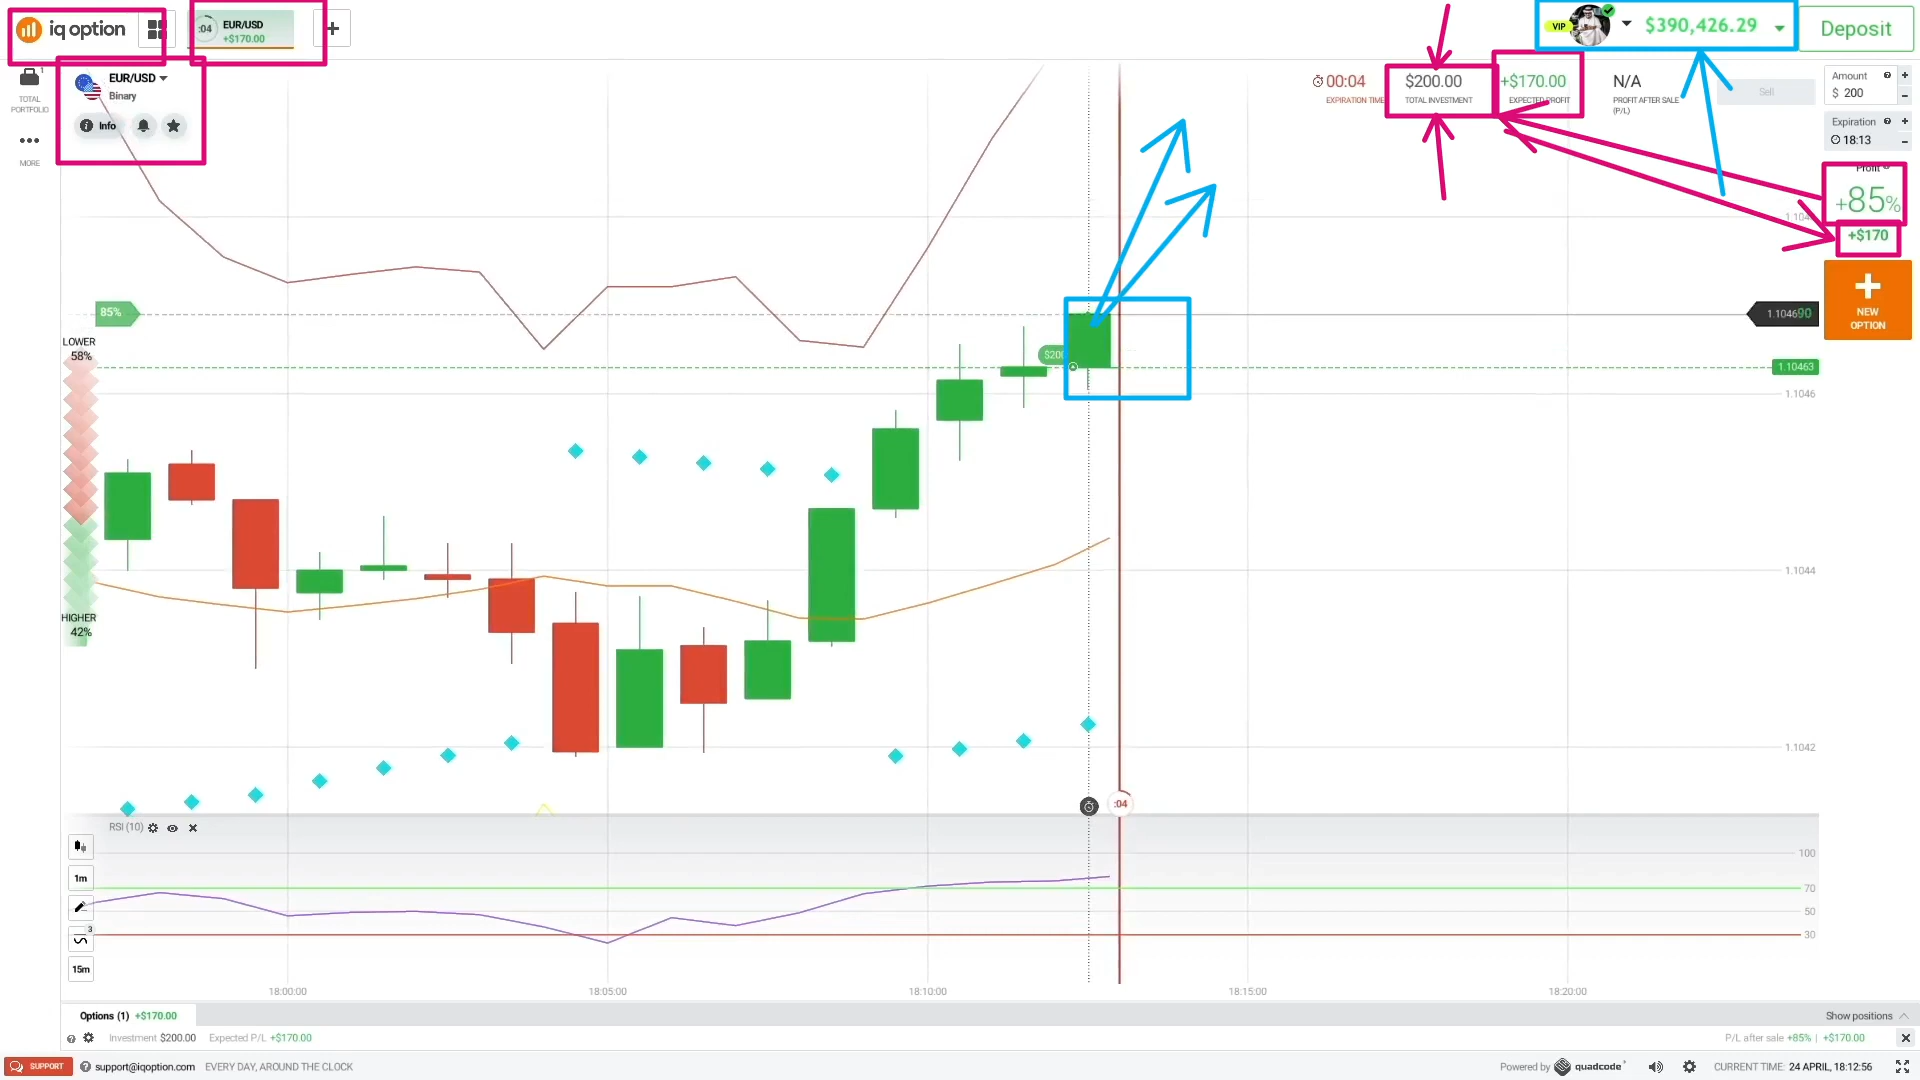 iq option
:04
EUR/USD
+$170.00
VIP
$390,426.29
Deposit
1
TOTAL
PORTFOLIO
MORE
EUR/USD
Binary
Info
00:04
EXPIRATION TIME
$200.00
TOTAL INVESTMENT
+$170.00
EXPECTED PROFIT
N/A
PROFIT AFTER SALE
(P/L)
Sell
Amount
$ 200
Expiration
18:13
Profit
+85%
+$170
NEW
OPTION
85%
LOWER
58%
HIGHER
42%
1.104690
1.10463
1.1046
1.1044
1.1042
:04
RSI (10)
100
70
50
30
1m
3
15m
18:00:00
18:05:00
18:10:00
18:15:00
18:20:00
Options (1) +$170.00
Show positions
Investment $200.00 Expected P/L +$170.00
P/L after sale +85% | +$170.00
SUPPORT
support@iqoption.com
EVERY DAY, AROUND THE CLOCK
Powered by quadcode
CURRENT TIME: 24 APRIL, 18:12:56